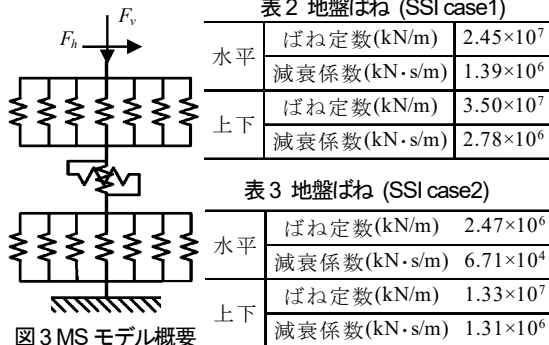 F_v
F_h
図3 MS モデル概要
表2 地盤ばね (SSI case1)
水平 ばね定数(kN/m) 2.45×10⁷
減衰係数(kN・s/m) 1.39×10⁶
上下 ばね定数(kN/m) 3.50×10⁷
減衰係数(kN・s/m) 2.78×10⁶
表3 地盤ばね (SSI case2)
水平 ばね定数(kN/m) 2.47×10⁶
減衰係数(kN・s/m) 6.71×10⁴
上下 ばね定数(kN/m) 1.33×10⁷
減衰係数(kN・s/m) 1.31×10⁶